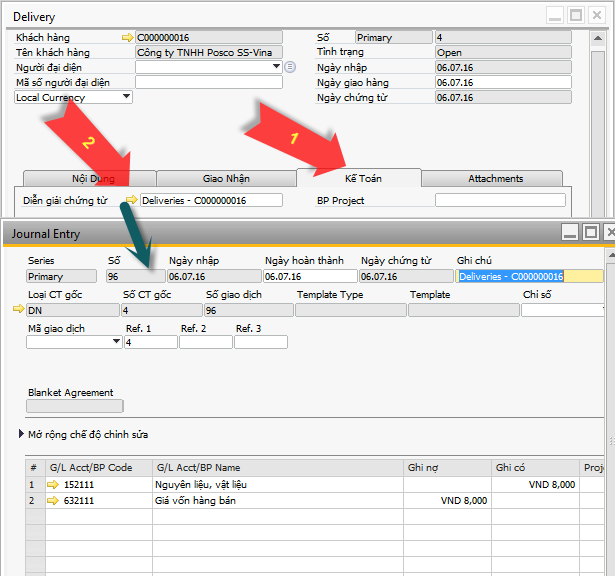 Delivery
Khách hàng C000000016 Số Primary 4
Tên khách hàng Công ty TNHH Posco SS-Vina Tình trạng Open
Người đại diện Ngày nhập 06.07.16
Mã số người đại diện Ngày giao hàng 06.07.16
Local Currency Ngày chứng từ 06.07.16
2 1
Nội Dung Giao Nhận Kế Toán Attachments
Diễn giải chứng từ Deliveries - C000000016 BP Project
Journal Entry
Series Số Ngày nhập Ngày hoàn thành Ngày chứng từ Ghi chú
Primary 96 06.07.16 06.07.16 06.07.16 Deliveries - C000000016
Loại CT gốc Số CT gốc Số giao dịch Template Type Template Chỉ số
DN 4 96
Mã giao dịch Ref. 1 Ref. 2 Ref. 3
4
Blanket Agreement
Mở rộng chế độ chỉnh sửa
# G/L Acct/BP Code G/L Acct/BP Name Ghi nợ Ghi có Proj
1 152111 Nguyên liệu, vật liệu VND 8,000
2 632111 Giá vốn hàng bán VND 8,000